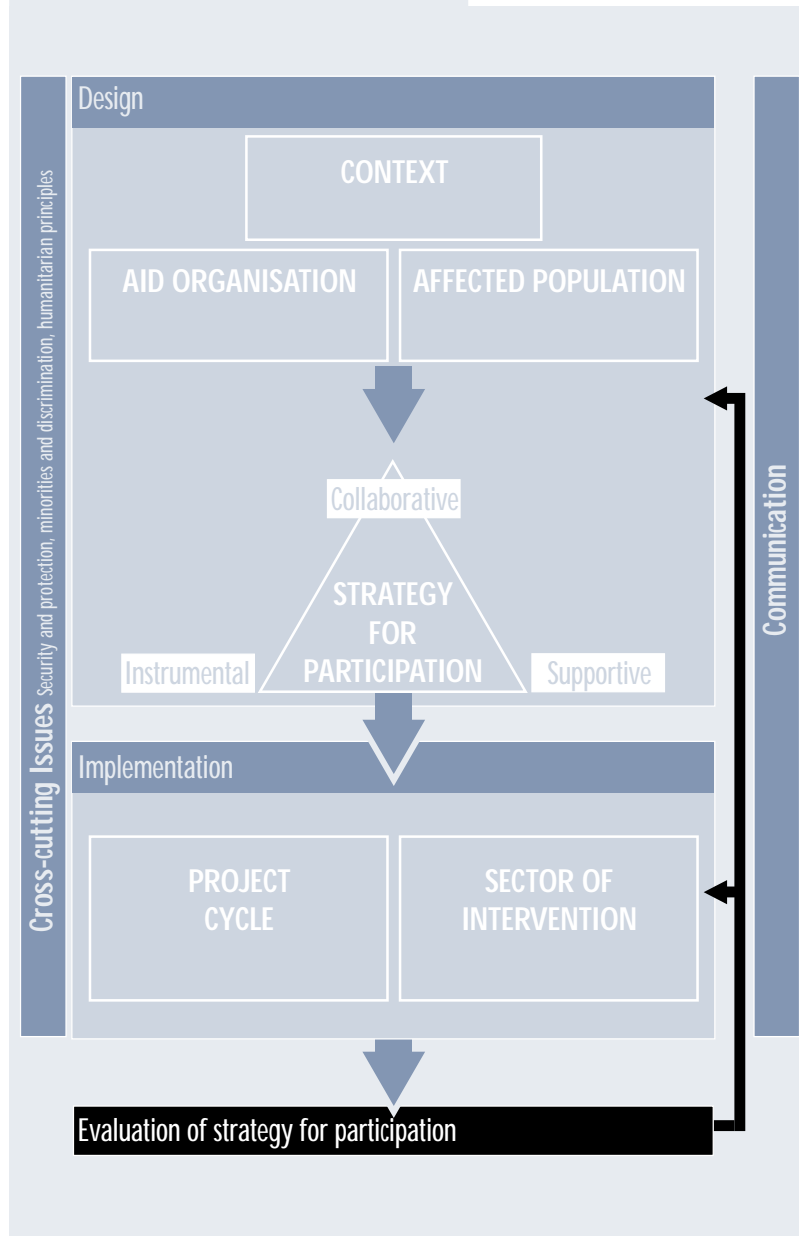 Design
CONTEXT
AID ORGANISATION
AFFECTED POPULATION
Collaborative
STRATEGY
FOR
PARTICIPATION
Instrumental
Supportive
Implementation
PROJECT
CYCLE
SECTOR OF
INTERVENTION
Evaluation of strategy for participation
Cross-cutting Issues Security and protection, minorities and discrimination, humanitarian principles
Communication